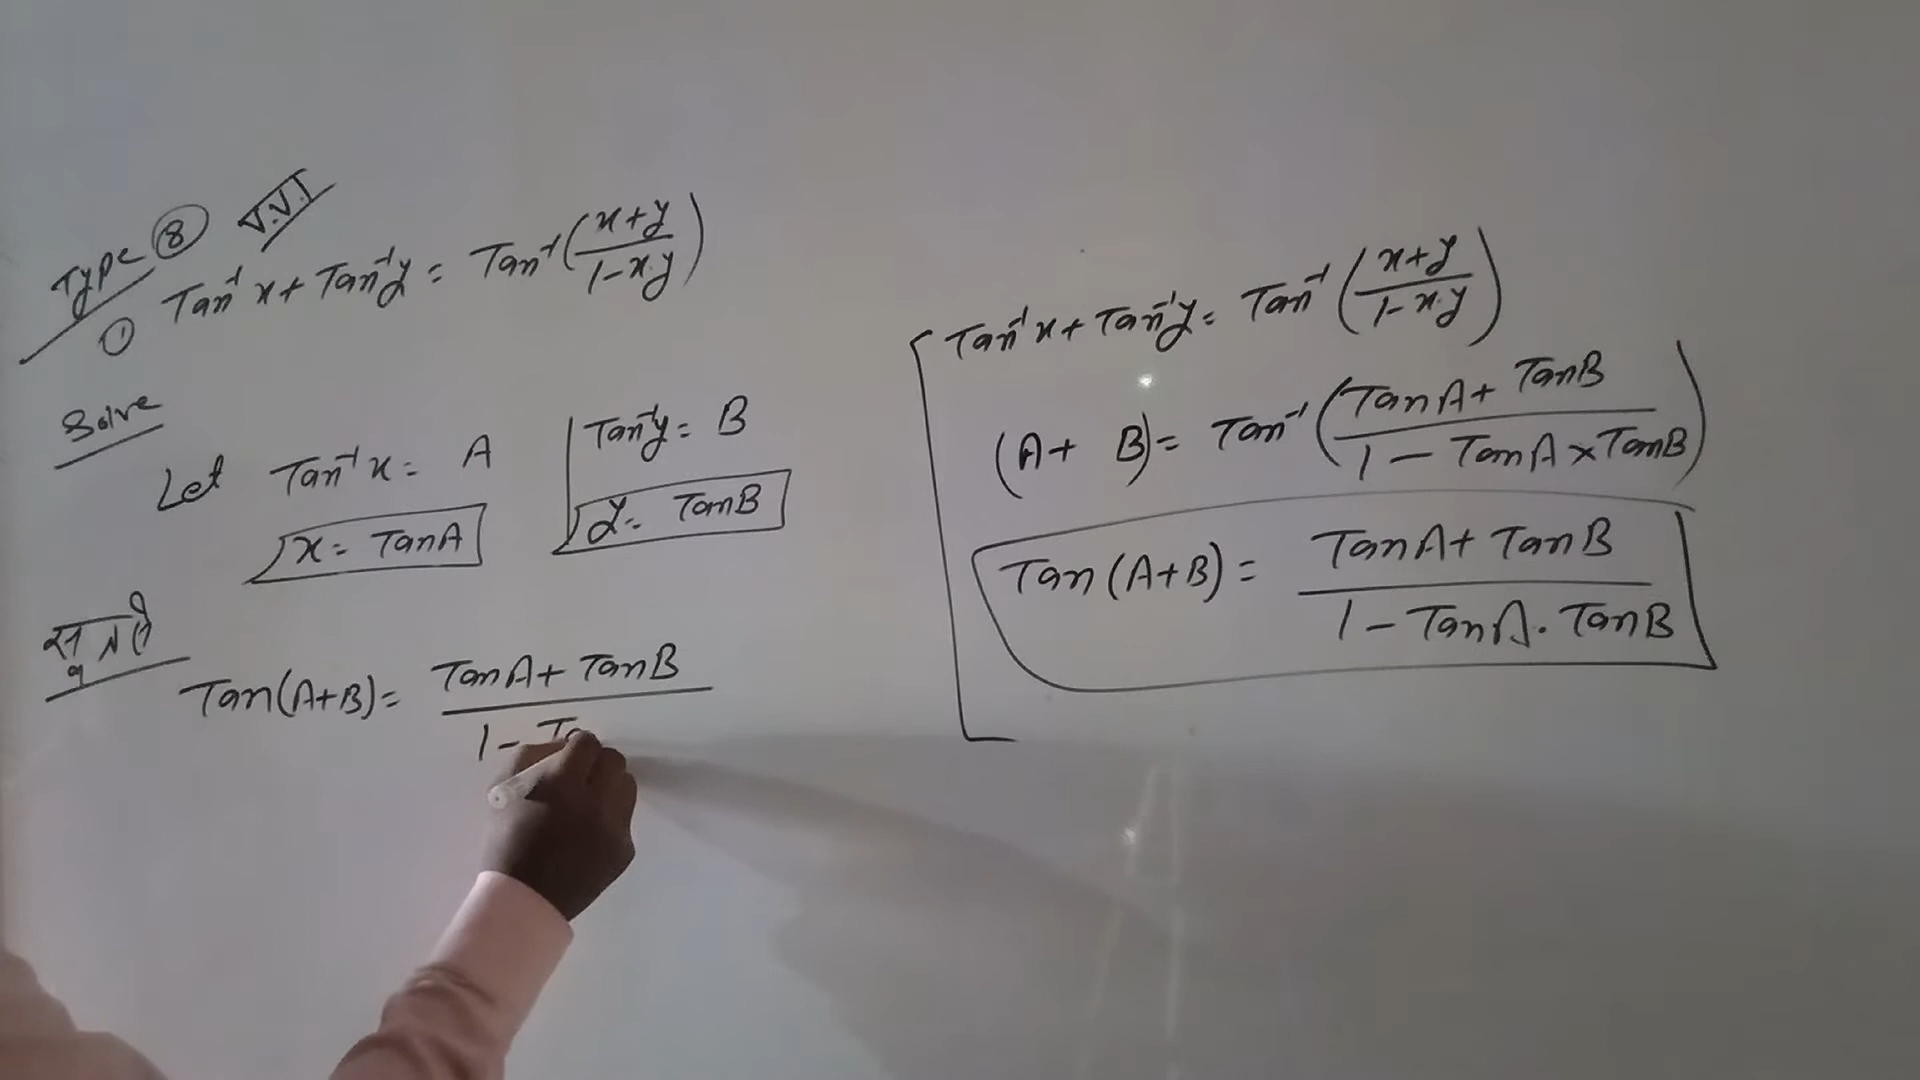 Type ⑧ V.V.I
① Tan⁻¹x + Tan⁻¹y = Tan⁻¹((x+y)/(1-x.y))
Solve
Let Tan⁻¹x = A
x = TanA
Tan⁻¹y = B
y = TanB
सूत्र से
Tan(A+B) = (TanA + TanB)/(1 - Ta
Tan⁻¹x + Tan⁻¹y = Tan⁻¹((x+y)/(1-x.y))
(A + B) = Tan⁻¹((TanA + TanB)/(1 - TanA × TanB))
Tan(A+B) = (TanA + TanB)/(1 - TanA. TanB)